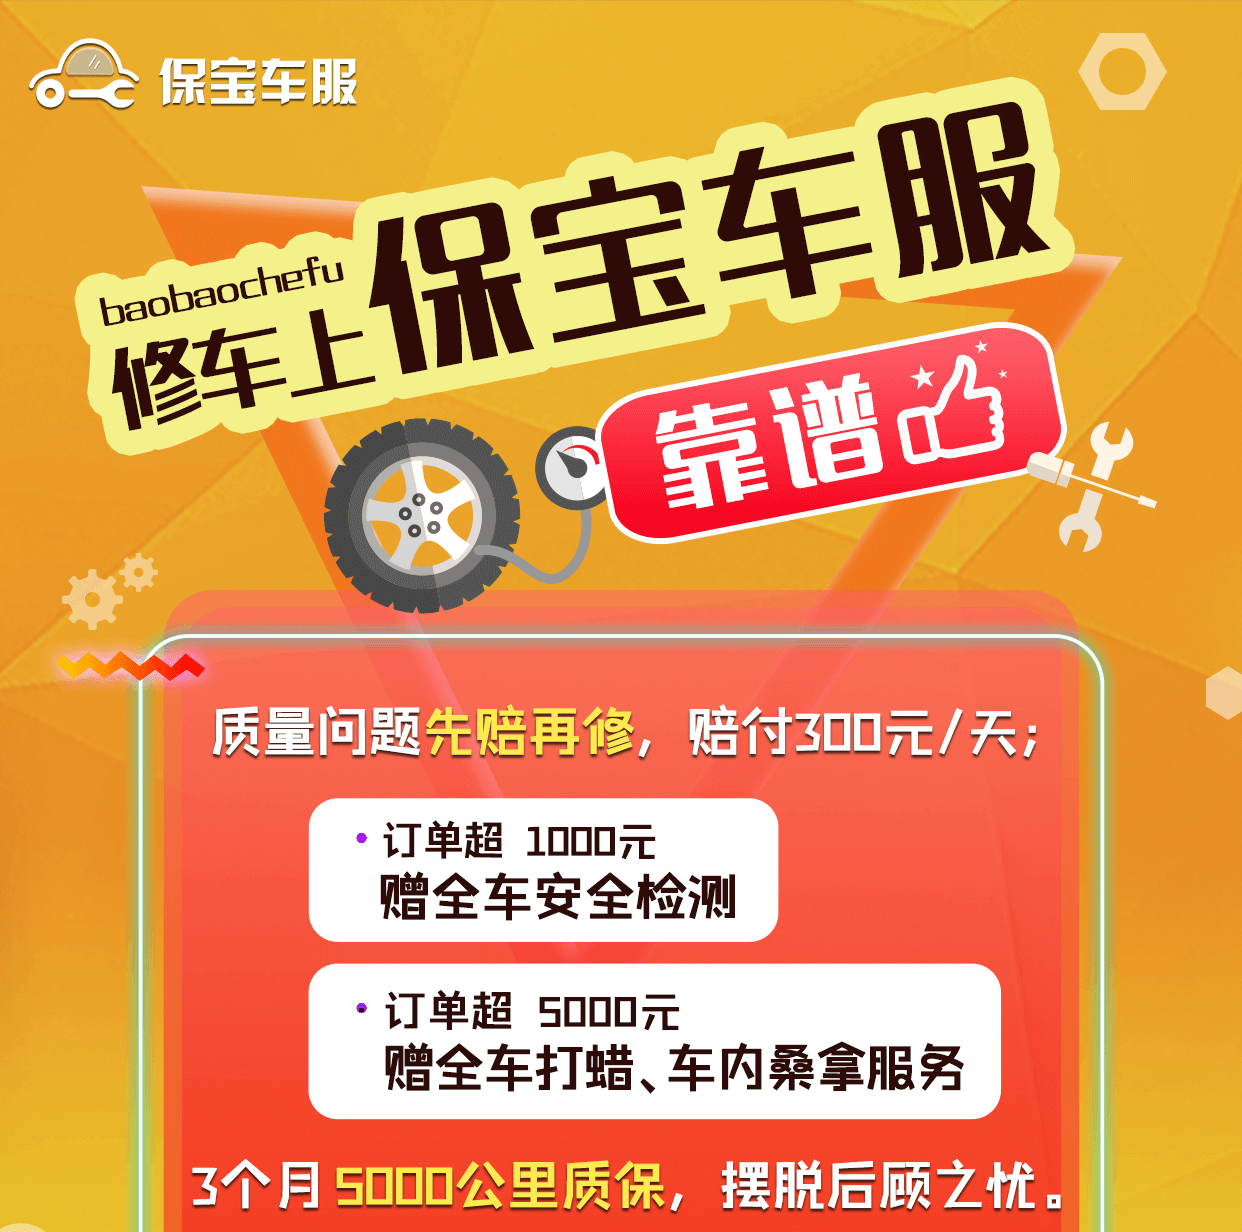 保宝车服
baobaochefu
修车上保宝车服
靠谱
质量问题先赔再修，赔付300元/天；
• 订单超 1000元
赠全车安全检测
• 订单超 5000元
赠全车打蜡、车内桑拿服务
3个月5000公里质保，摆脱后顾之忧。